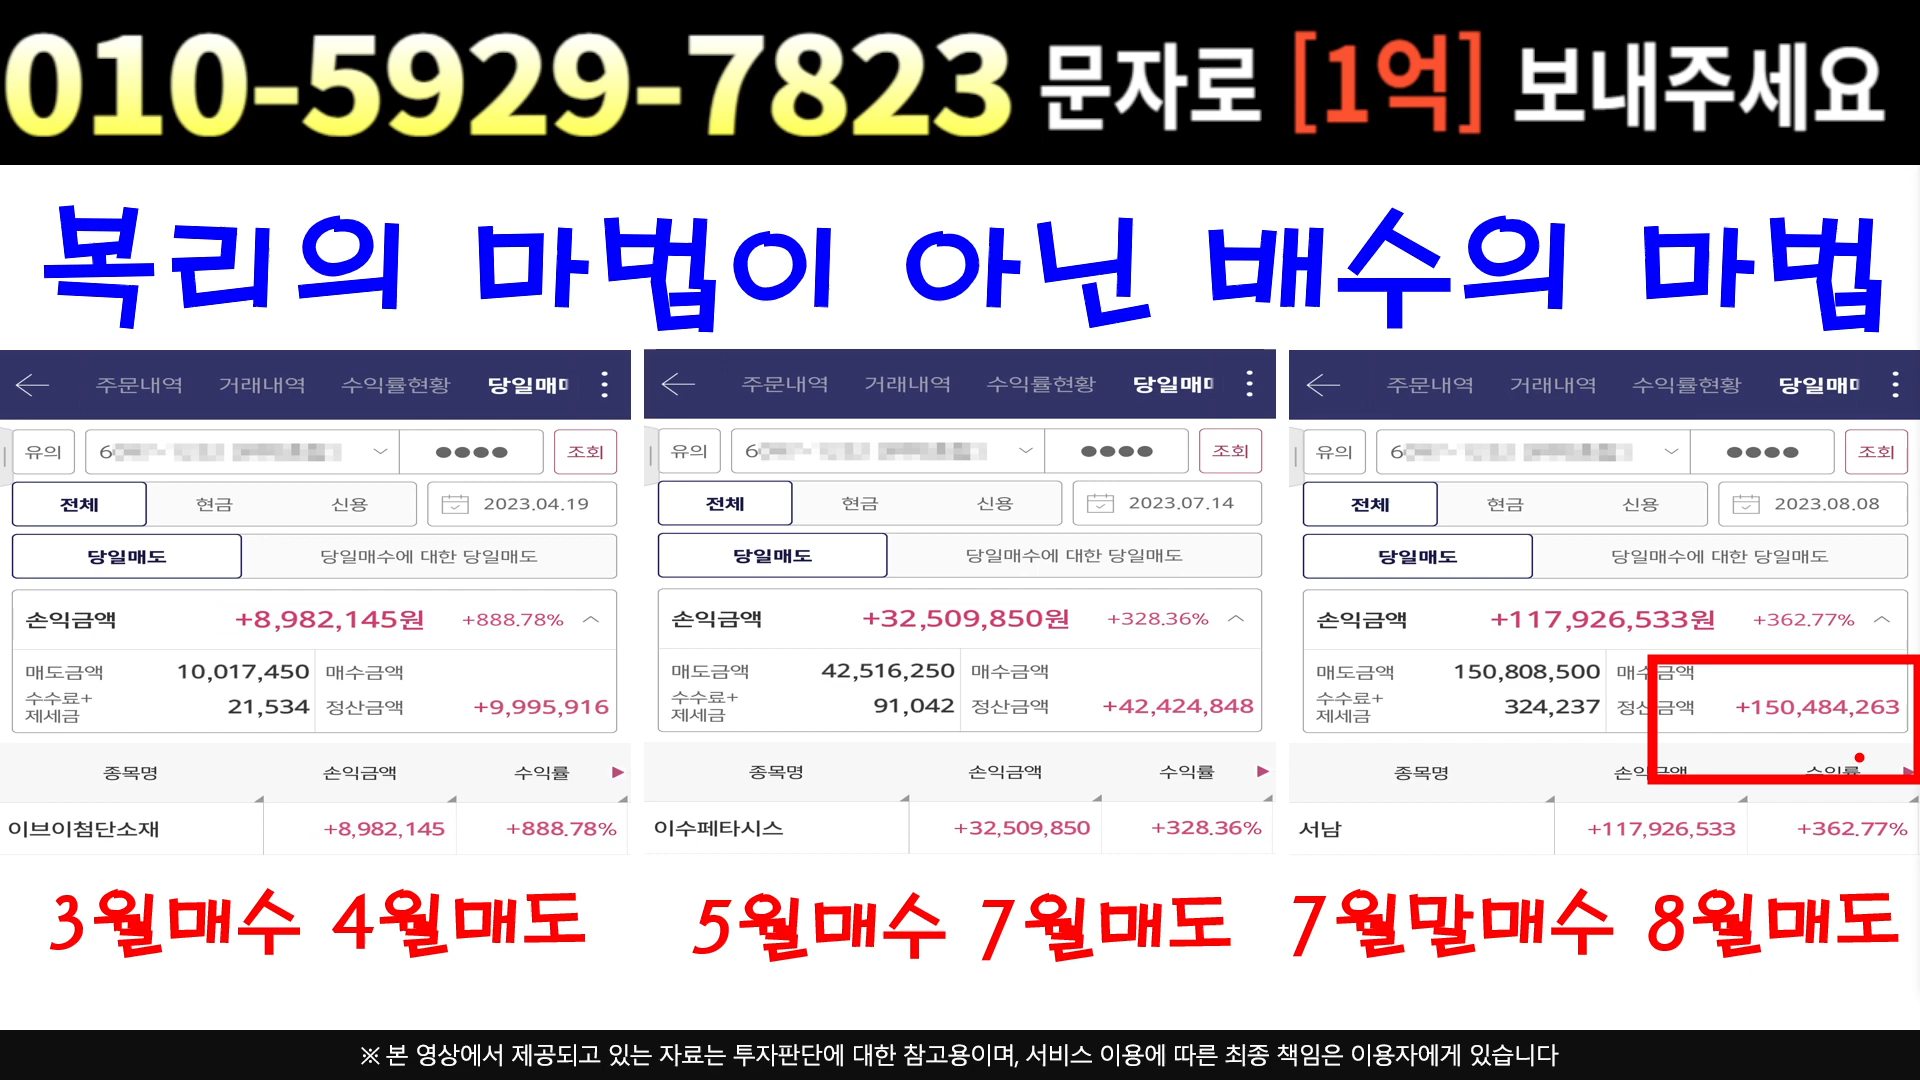 010-5929-7823 문자로 [1억] 보내주세요
복리의 마법이 아닌 배수의 마법
주문내역 거래내역 수익률현황 당일매
유의 6 ●●●● 조회
전체 현금 신용 2023.04.19
당일매도 당일매수에 대한 당일매도
손익금액 +8,982,145원 +888.78%
매도금액 10,017,450 매수금액
수수료+
제세금 21,534 정산금액 +9,995,916
종목명 손익금액 수익률
이브이첨단소재 +8,982,145 +888.78%
3월매수 4월매도
주문내역 거래내역 수익률현황 당일매
유의 6 ●●●● 조회
전체 현금 신용 2023.07.14
당일매도 당일매수에 대한 당일매도
손익금액 +32,509,850원 +328.36%
매도금액 42,516,250 매수금액
수수료+
제세금 91,042 정산금액 +42,424,848
종목명 손익금액 수익률
이수페타시스 +32,509,850 +328.36%
5월매수 7월매도
주문내역 거래내역 수익률현황 당일매
유의 6 ●●●● 조회
전체 현금 신용 2023.08.08
당일매도 당일매수에 대한 당일매도
손익금액 +117,926,533원 +362.77%
매도금액 150,808,500 매수금액
수수료+
제세금 324,237 정산금액 +150,484,263
종목명 손익금액 수익률
서남 +117,926,533 +362.77%
7월말매수 8월매도
※ 본 영상에서 제공되고 있는 자료는 투자판단에 대한 참고용이며, 서비스 이용에 따른 최종 책임은 이용자에게 있습니다